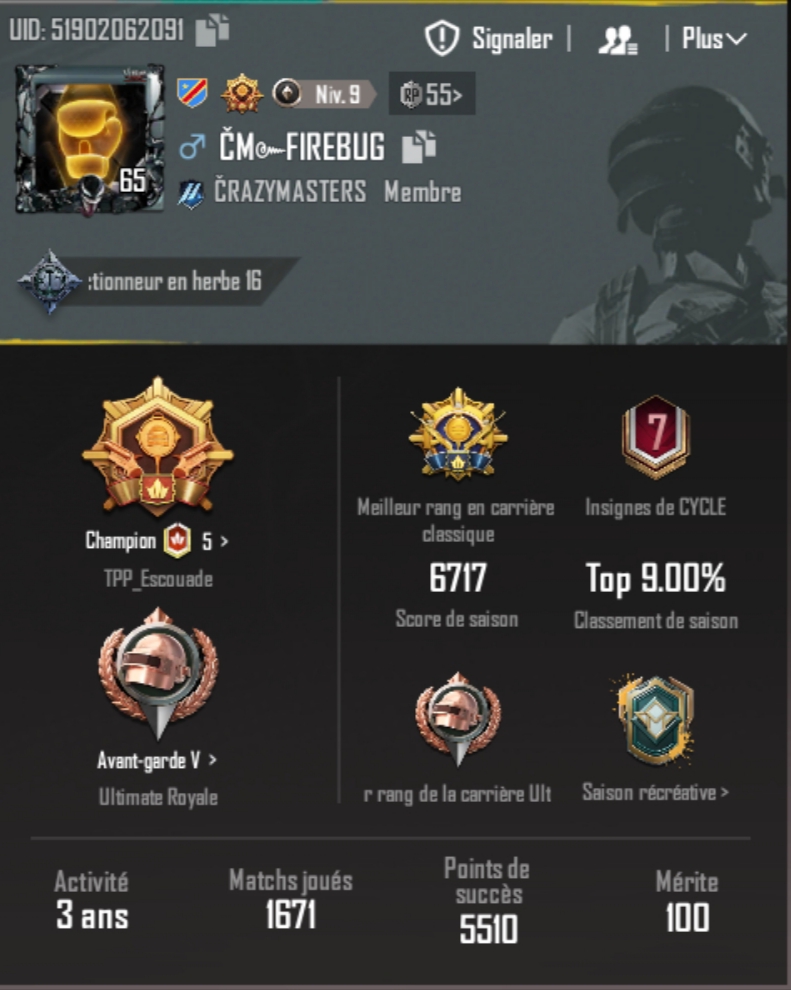 UID: 51902062091
Signaler
Plus
Niv. 9
RP 55>
65
ČM-FIREBUG
ČRAZYMASTERS Membre
:tionneur en herbe 16
Champion 5 >
TPP_Escouade
Avant-garde V >
Ultimate Royale
Meilleur rang en carrière
classique
7
Insignes de CYCLE
6717
Score de saison
Top 9.00%
Classement de saison
r rang de la carrière Ult
Saison récréative >
Activité
3 ans
Matchs joués
1671
Points de
succès
5510
Mérite
100